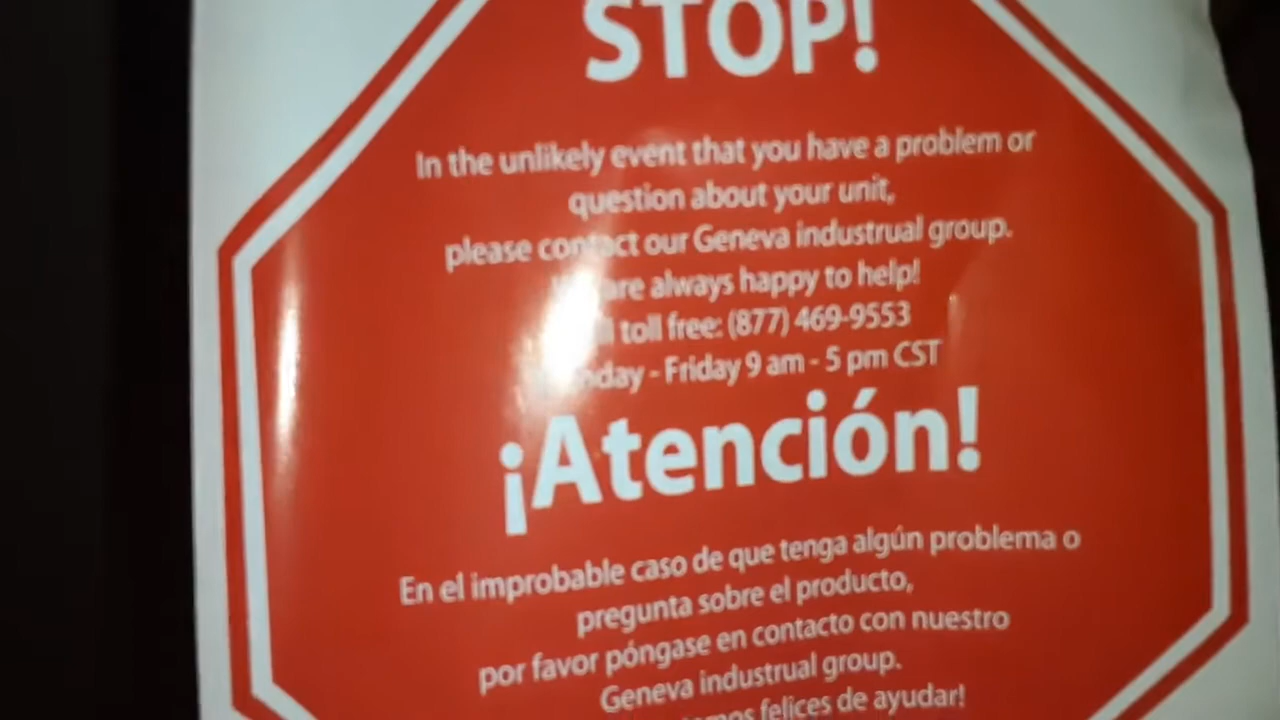 STOP!
In the unlikely event that you have a problem or
question about your unit,
please contact our Geneva industrual group.
are always happy to help!
toll free: (877) 469-9553
- Friday 9 am - 5 pm CST
¡Atención!
En el improbable caso de que tenga algún problema o
pregunta sobre el producto,
por favor póngase en contacto con nuestro
Geneva industrual group.
felices de ayudar!